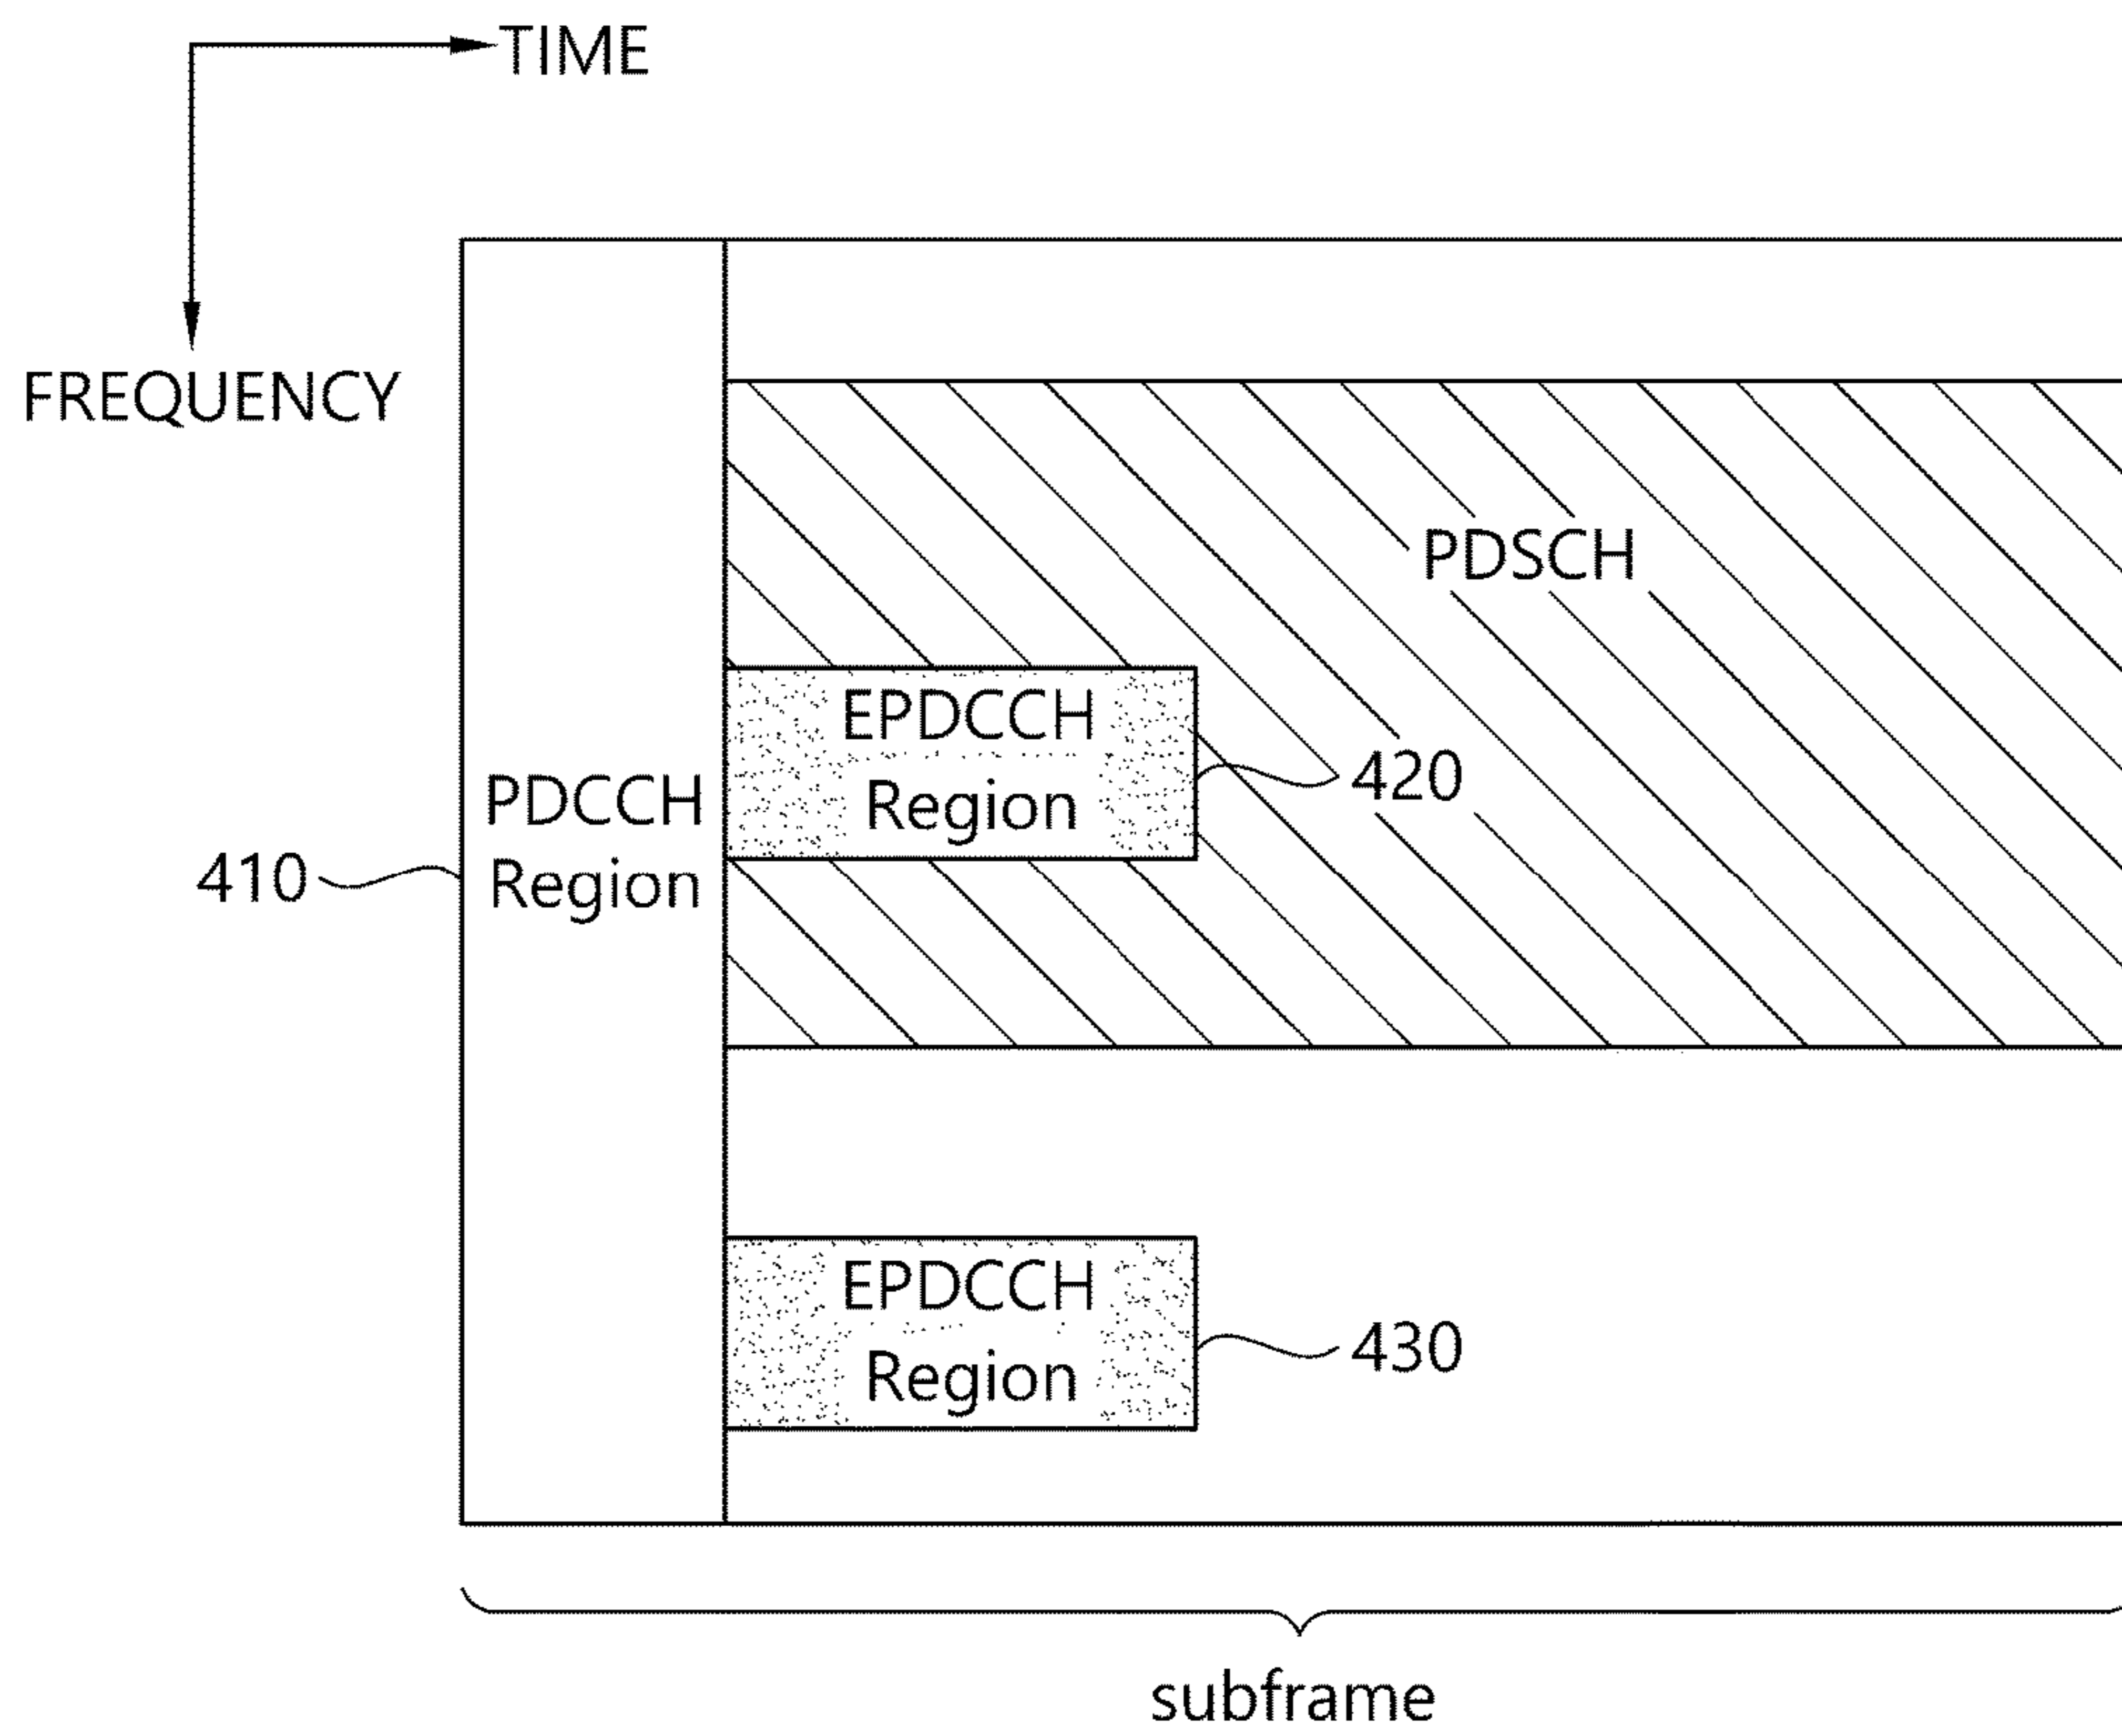 TIME
FREQUENCY
PDSCH
EPDCCH
Region
420
PDCCH
Region
410
EPDCCH
Region
430
subframe